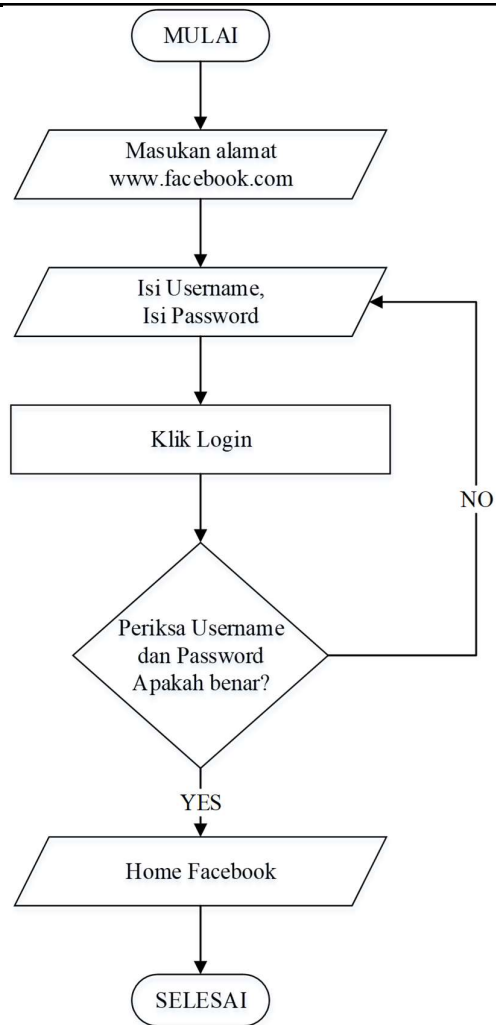 MULAI
Masukan alamat
www.facebook.com
Isi Username,
Isi Password
Klik Login
NO
Periksa Username
dan Password
Apakah benar?
YES
Home Facebook
SELESAI